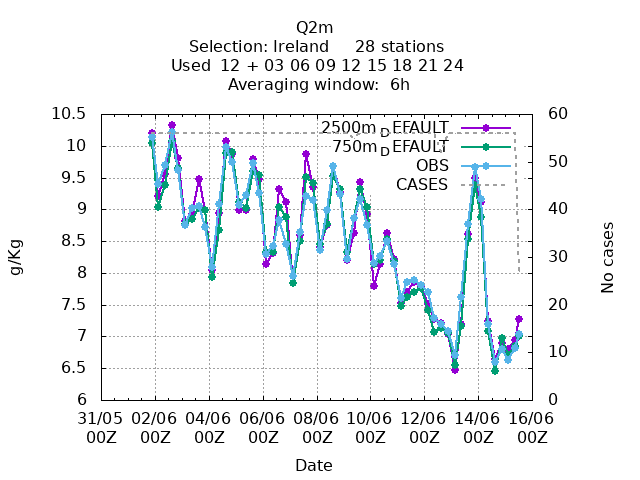 Q2m
Selection: Ireland 28 stations
Used 12 + 03 06 09 12 15 18 21 24
Averaging window: 6h
10.5
10
9.5
9
8.5
8
7.5
7
6.5
6
g/Kg
60
50
40
30
20
10
0
No cases
2500m_DEFAULT
750m_DEFAULT
OBS
CASES
31/05 02/06 04/06 06/06 08/06 10/06 12/06 14/06 16/06
00Z 00Z 00Z 00Z 00Z 00Z 00Z 00Z 00Z
Date